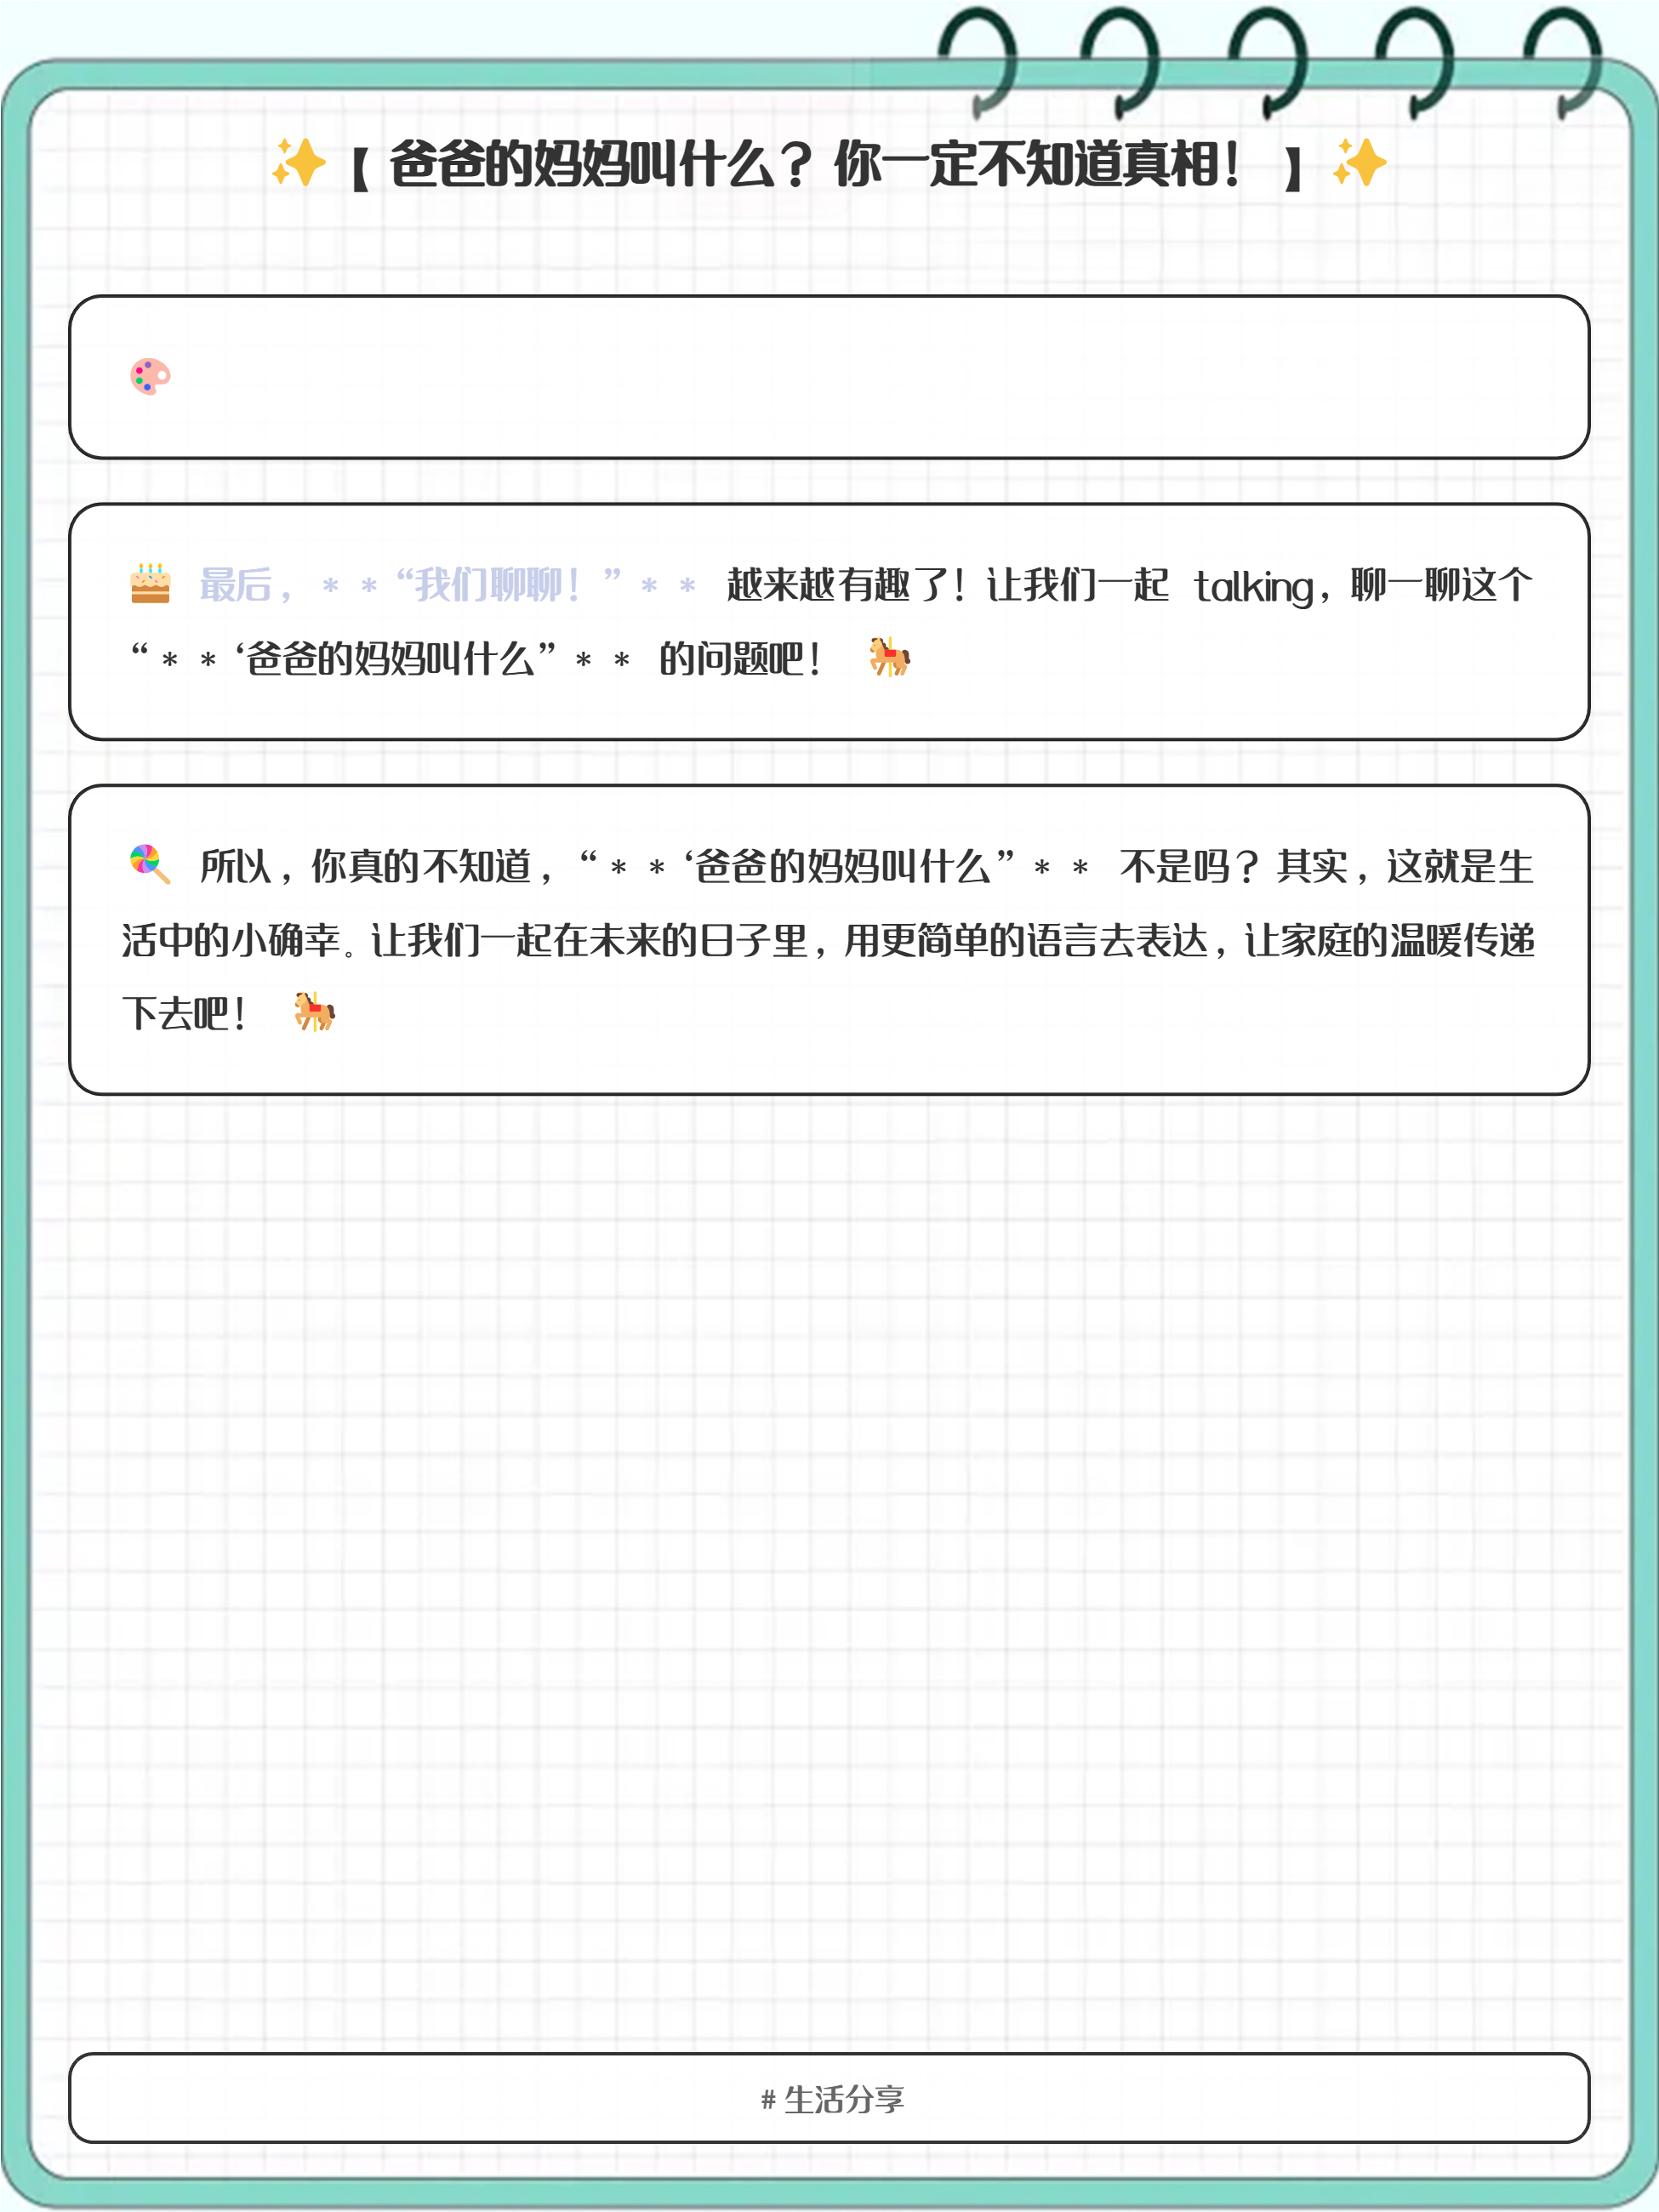 ✨【 爸爸的妈妈叫什么？你一定不知道真相！ 】✨
🎨
🎂 最后，**“我们聊聊！”** 越来越有趣了！让我们一起 talking，聊一聊这个
“**‘爸爸的妈妈叫什么”** 的问题吧！ 🎠
🍭 所以，你真的不知道，“**‘爸爸的妈妈叫什么”** 不是吗？其实，这就是生
活中的小确幸。让我们一起在未来的日子里，用更简单的语言去表达，让家庭的温暖传递
下去吧！ 🎠
# 生活分享